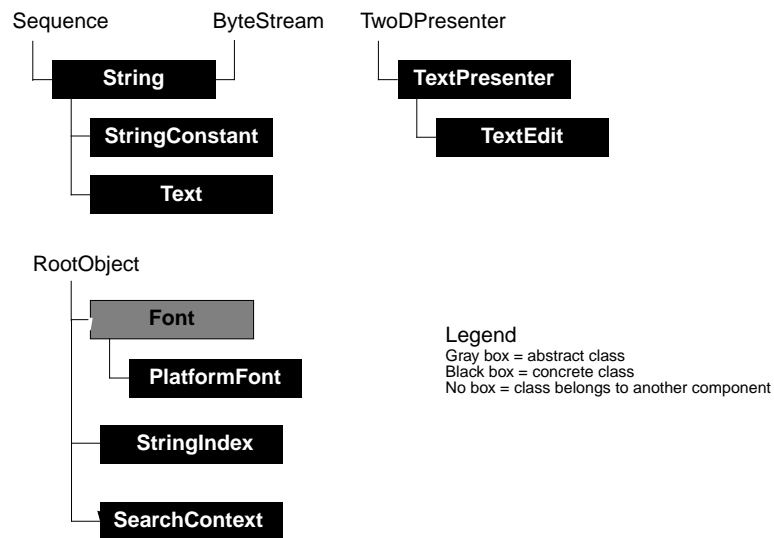 Sequence ByteStream TwoDPresenter
String TextPresenter
StringConstant TextEdit
Text
RootObject
Font
PlatformFont
StringIndex
SearchContext
Legend
Gray box = abstract class
Black box = concrete class
No box = class belongs to another component